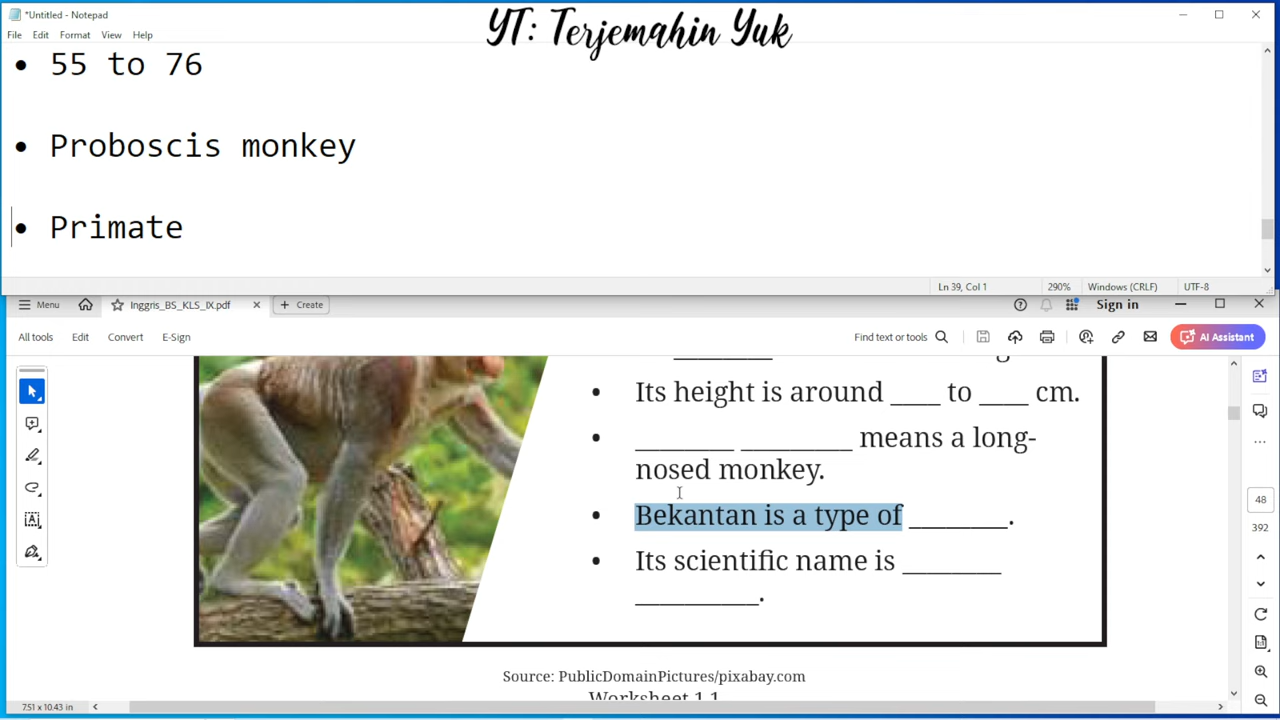 *Untitled - Notepad
YT: Terjemahin Yuk
File Edit Format View Help
• 55 to 76
• Proboscis monkey
• Primate
Ln 39, Col 1 290% Windows (CRLF) UTF-8
Menu Inggris_BS_KLS_IX.pdf Create Sign in
All tools Edit Convert E-Sign Find text or tools AI Assistant
• Its height is around ____ to ____ cm.
• ________ _________ means a long-
nosed monkey.
• Bekantan is a type of ________.
• Its scientific name is ________
__________.
48
392
Source: PublicDomainPictures/pixabay.com
Worksheet 1.1
7.51 x 10.43 in